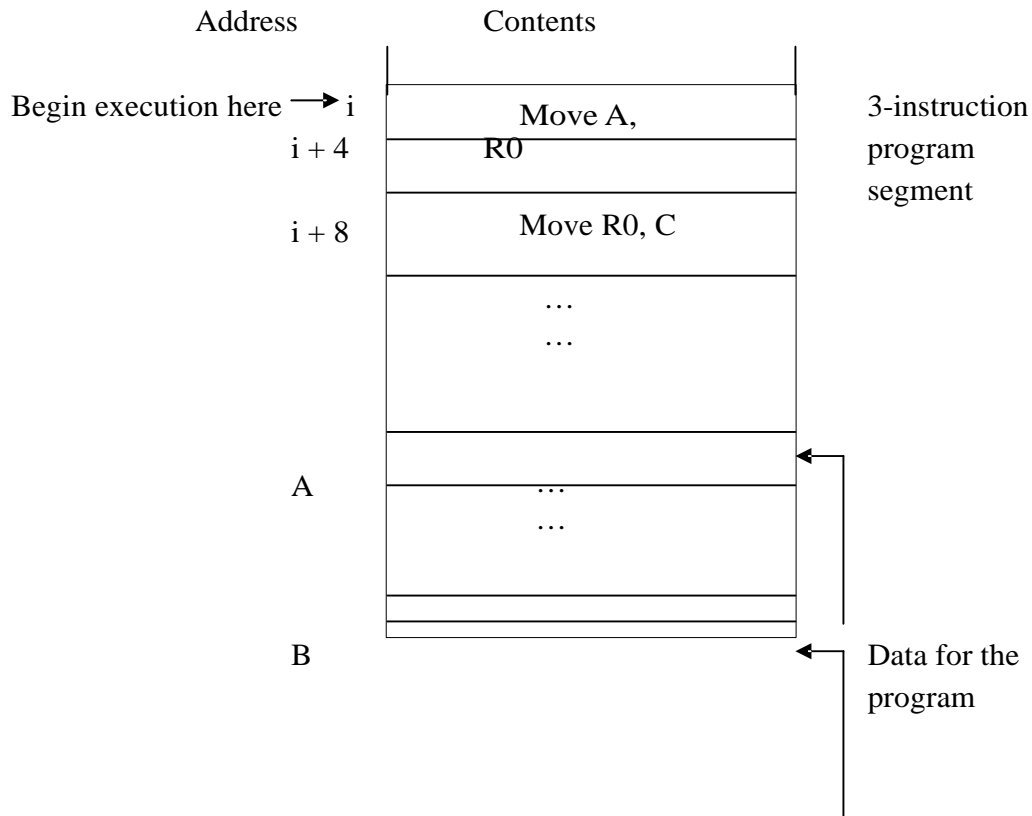 Address Contents
Begin execution here i Move A, 3-instruction
i + 4 R0 program
segment
i + 8 Move R0, C
…
…
A …
…
B Data for the
program